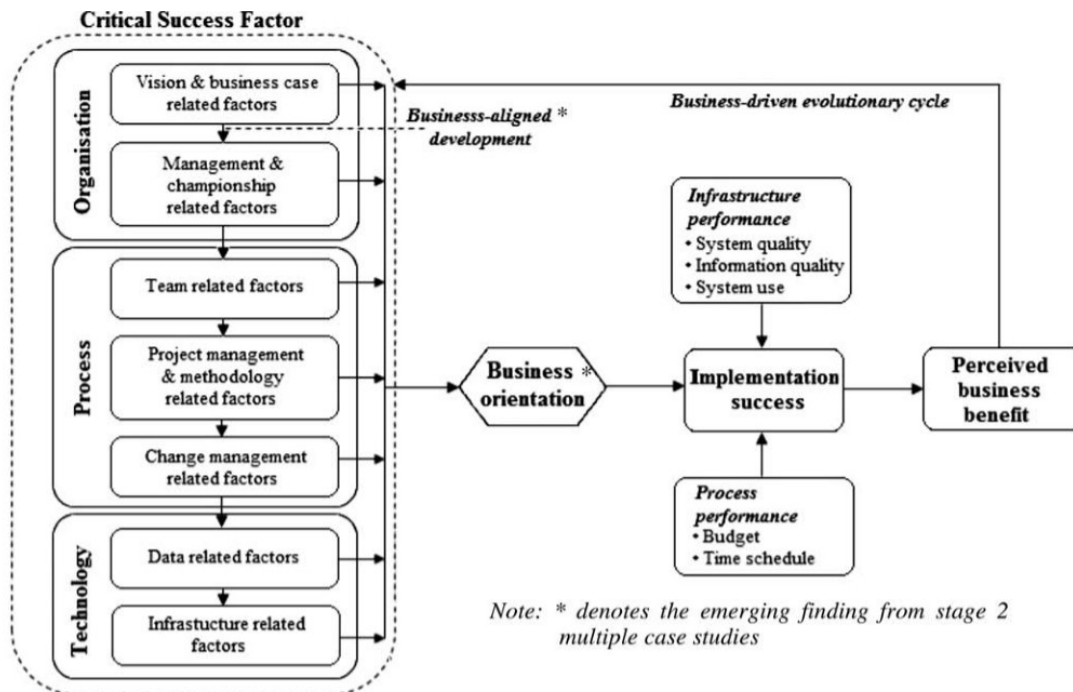 Critical Success Factor
Organisation
Vision & business case
related factors
Management &
championship
related factors
Process
Team related factors
Project management
& methodology
related factors
Change management
related factors
Technology
Data related factors
Infrastucture related
factors
Businesss-aligned *
development
Business-driven evolutionary cycle
Business *
orientation
Infrastructure
performance
• System quality
• Information quality
• System use
Implementation
success
Process
performance
• Budget
• Time schedule
Perceived
business
benefit
Note: * denotes the emerging finding from stage 2
multiple case studies